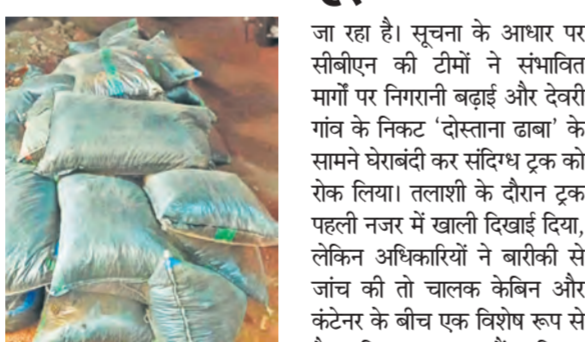 जा रहा है। सूचना के आधार पर
सीबीएन की टीमों ने संभावित
मार्गों पर निगरानी बढ़ाई और देवरी
गांव के निकट ‘दोस्ताना ढाबा’ के
सामने घेराबंदी कर संदिग्ध ट्रक को
रोक लिया। तलाशी के दौरान ट्रक
पहली नजर में खाली दिखाई दिया,
लेकिन अधिकारियों ने बारीकी से
जांच की तो चालक केबिन और
कंटेनर के बीच एक विशेष रूप से